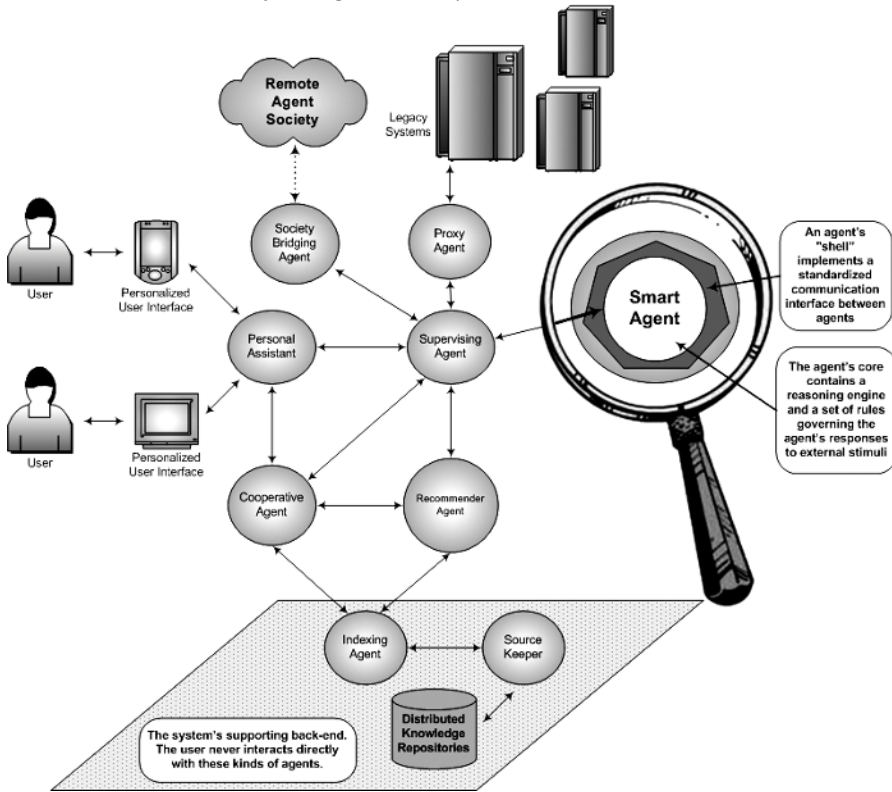 Remote
Agent
Society
Legacy
Systems
Society
Bridging
Agent
Proxy
Agent
An agent's
"shell"
implements a
standardized
communication
interface between
agents
User
Personalized
User Interface
Smart
Agent
Personal
Assistant
Supervising
Agent
The agent's core
contains a
reasoning engine
and a set of rules
governing the
agent's responses
to external stimuli
User
Personalized
User Interface
Cooperative
Agent
Recommender
Agent
Indexing
Agent
Source
Keeper
Distributed
Knowledge
Repositories
The system's supporting back-end.
The user never interacts directly
with these kinds of agents.